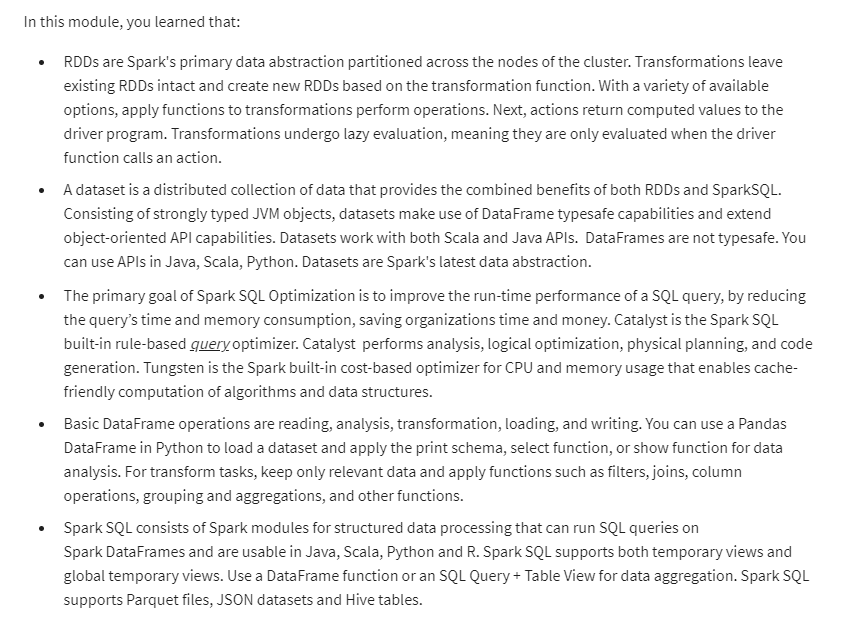 In this module, you learned that:
• RDDs are Spark's primary data abstraction partitioned across the nodes of the cluster. Transformations leave
existing RDDs intact and create new RDDs based on the transformation function. With a variety of available
options, apply functions to transformations perform operations. Next, actions return computed values to the
driver program. Transformations undergo lazy evaluation, meaning they are only evaluated when the driver
function calls an action.
• A dataset is a distributed collection of data that provides the combined benefits of both RDDs and SparkSQL.
Consisting of strongly typed JVM objects, datasets make use of DataFrame typesafe capabilities and extend
object-oriented API capabilities. Datasets work with both Scala and Java APIs. DataFrames are not typesafe. You
can use APIs in Java, Scala, Python. Datasets are Spark's latest data abstraction.
• The primary goal of Spark SQL Optimization is to improve the run-time performance of a SQL query, by reducing
the query's time and memory consumption, saving organizations time and money. Catalyst is the Spark SQL
built-in rule-based query optimizer. Catalyst performs analysis, logical optimization, physical planning, and code
generation. Tungsten is the Spark built-in cost-based optimizer for CPU and memory usage that enables cache-
friendly computation of algorithms and data structures.
• Basic DataFrame operations are reading, analysis, transformation, loading, and writing. You can use a Pandas
DataFrame in Python to load a dataset and apply the print schema, select function, or show function for data
analysis. For transform tasks, keep only relevant data and apply functions such as filters, joins, column
operations, grouping and aggregations, and other functions.
• Spark SQL consists of Spark modules for structured data processing that can run SQL queries on
Spark DataFrames and are usable in Java, Scala, Python and R. Spark SQL supports both temporary views and
global temporary views. Use a DataFrame function or an SQL Query + Table View for data aggregation. Spark SQL
supports Parquet files, JSON datasets and Hive tables.